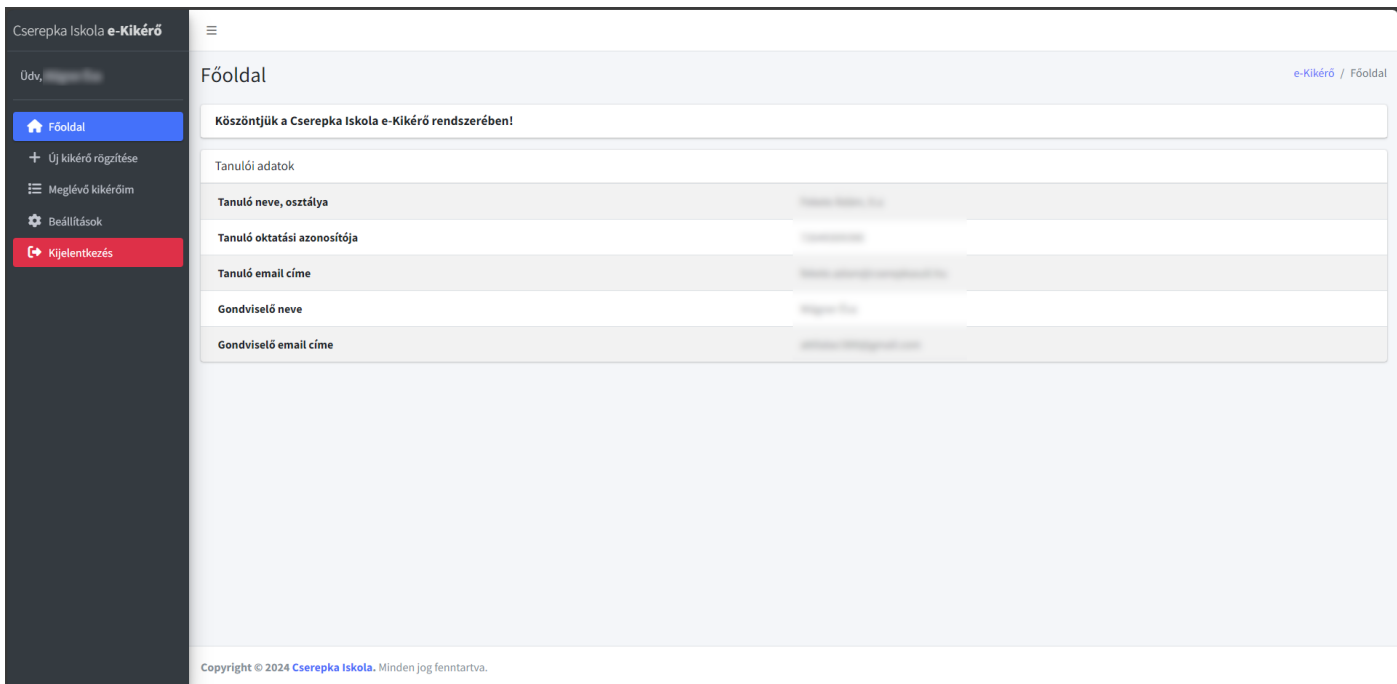 Cserepka Iskola e-Kikérő
Üdv,
Főoldal
Új kikérő rögzítése
Meglévő kikérőim
Beállítások
Kijelentkezés
Főoldal
e-Kikérő / Főoldal
Köszöntjük a Cserepka Iskola e-Kikérő rendszerében!
Tanulói adatok
Tanuló neve, osztálya
Tanuló oktatási azonosítója
Tanuló email címe
Gondviselő neve
Gondviselő email címe
Copyright © 2024 Cserepka Iskola. Minden jog fenntartva.